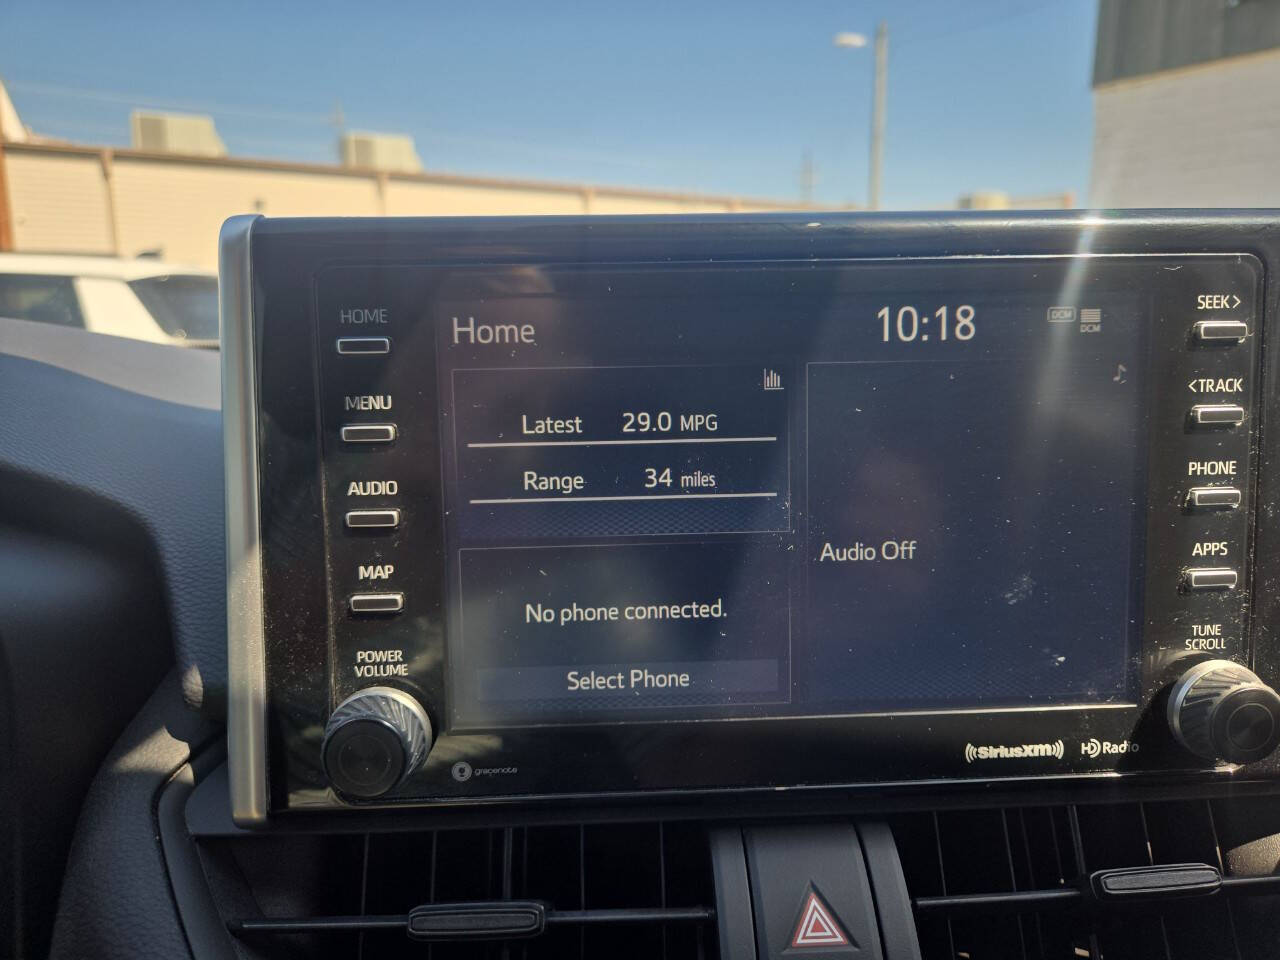 HOME
MENU
AUDIO
MAP
POWER
VOLUME
Home
10:18
DCM
DCM
Latest 29.0 MPG
Range 34 miles
No phone connected.
Select Phone
Audio Off
SEEK >
< TRACK
PHONE
APPS
TUNE
SCROLL
gracenote
SiriusXM
HD Radio